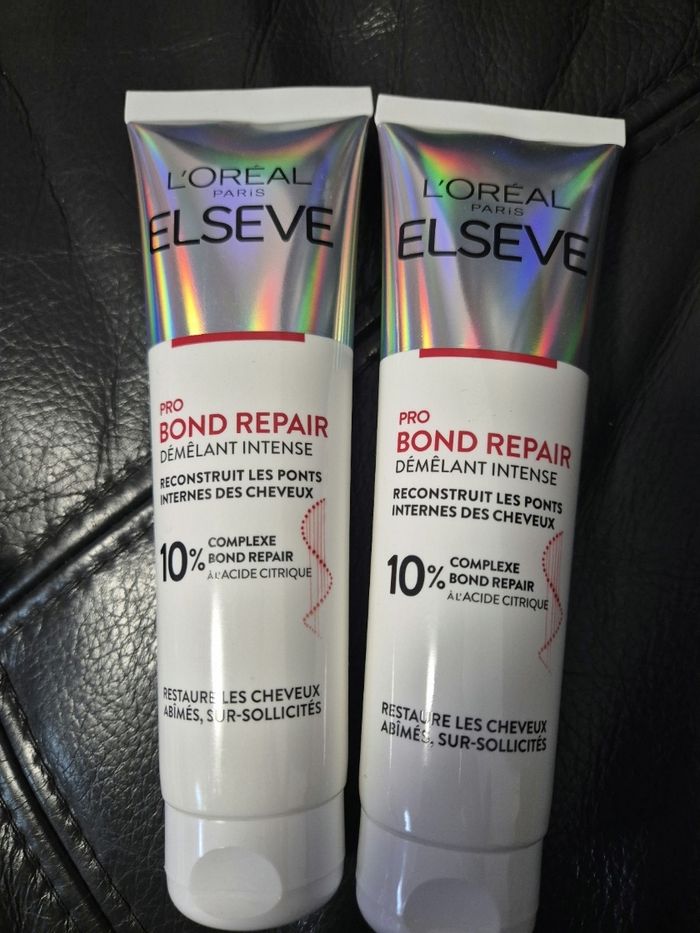 L'ORÉAL
PARIS
ELSEVE
PRO
BOND REPAIR
DÉMÊLANT INTENSE
RECONSTRUIT LES PONTS
INTERNES DES CHEVEUX
10% COMPLEXE
BOND REPAIR
À L'ACIDE CITRIQUE
RESTAURE LES CHEVEUX
ABÎMÉS, SUR-SOLLICITÉS
L'ORÉAL
PARIS
ELSEVE
PRO
BOND REPAIR
DÉMÊLANT INTENSE
RECONSTRUIT LES PONTS
INTERNES DES CHEVEUX
10% COMPLEXE
BOND REPAIR
À L'ACIDE CITRIQUE
RESTAURE LES CHEVEUX
ABÎMÉS, SUR-SOLLICITÉS